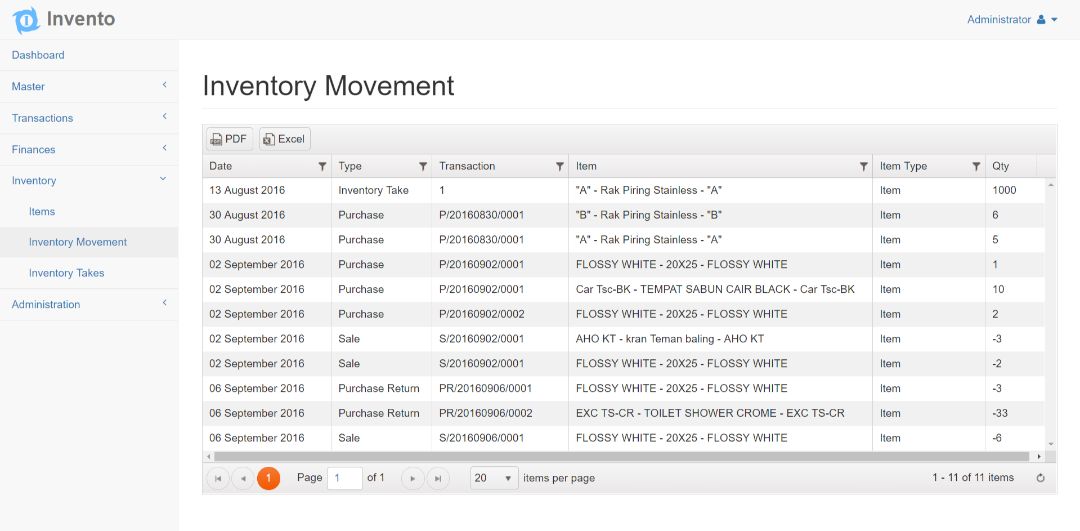 Invento
Administrator
Dashboard
Master
Transactions
Finances
Inventory
Items
Inventory Movement
Inventory Takes
Administration
Inventory Movement
PDF Excel
Date Type Transaction Item Item Type Qty
13 August 2016 Inventory Take 1 "A" - Rak Piring Stainless - "A" Item 1000
30 August 2016 Purchase P/20160830/0001 "B" - Rak Piring Stainless - "B" Item 6
30 August 2016 Purchase P/20160830/0001 "A" - Rak Piring Stainless - "A" Item 5
02 September 2016 Purchase P/20160902/0001 FLOSSY WHITE - 20X25 - FLOSSY WHITE Item 1
02 September 2016 Purchase P/20160902/0001 Car Tsc-BK - TEMPAT SABUN CAIR BLACK - Car Tsc-BK Item 10
02 September 2016 Purchase P/20160902/0002 FLOSSY WHITE - 20X25 - FLOSSY WHITE Item 2
02 September 2016 Sale S/20160902/0001 AHO KT - kran Teman baling - AHO KT Item -3
02 September 2016 Sale S/20160902/0001 FLOSSY WHITE - 20X25 - FLOSSY WHITE Item -2
06 September 2016 Purchase Return PR/20160906/0001 FLOSSY WHITE - 20X25 - FLOSSY WHITE Item -3
06 September 2016 Purchase Return PR/20160906/0002 EXC TS-CR - TOILET SHOWER CROME - EXC TS-CR Item -33
06 September 2016 Sale S/20160906/0001 FLOSSY WHITE - 20X25 - FLOSSY WHITE Item -6
1 Page 1 of 1 20 items per page 1 - 11 of 11 items